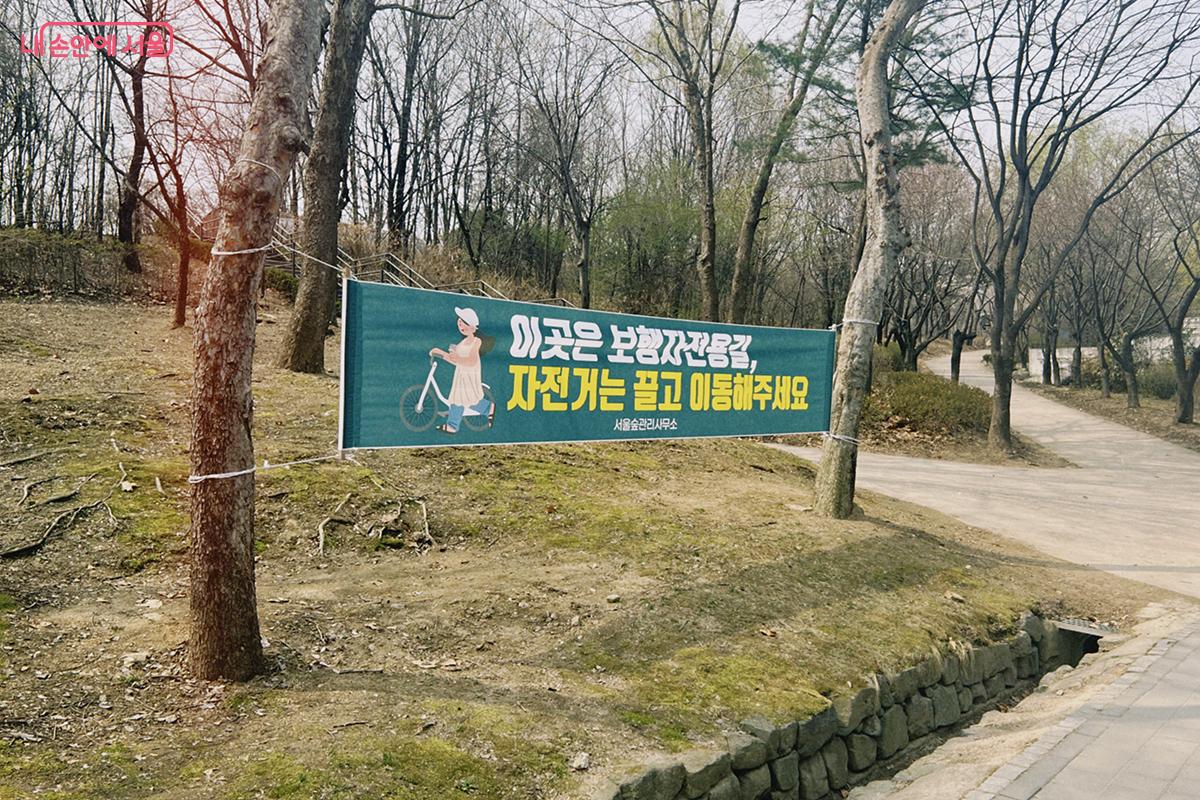 내 손안에 서울
이곳은 보행자전용길,
자전거는 끌고 이동해주세요
서울숲관리사무소